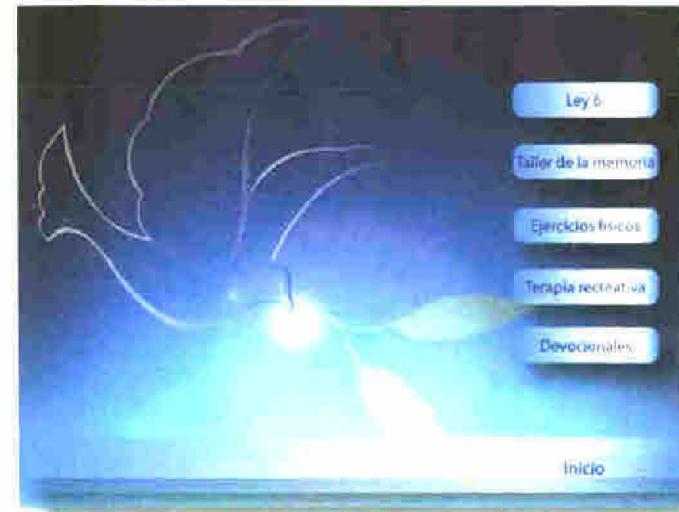 Ley 6
Taller de la memoria
Ejercicios físicos
Terapia recreativa
Devocionales
Inicio